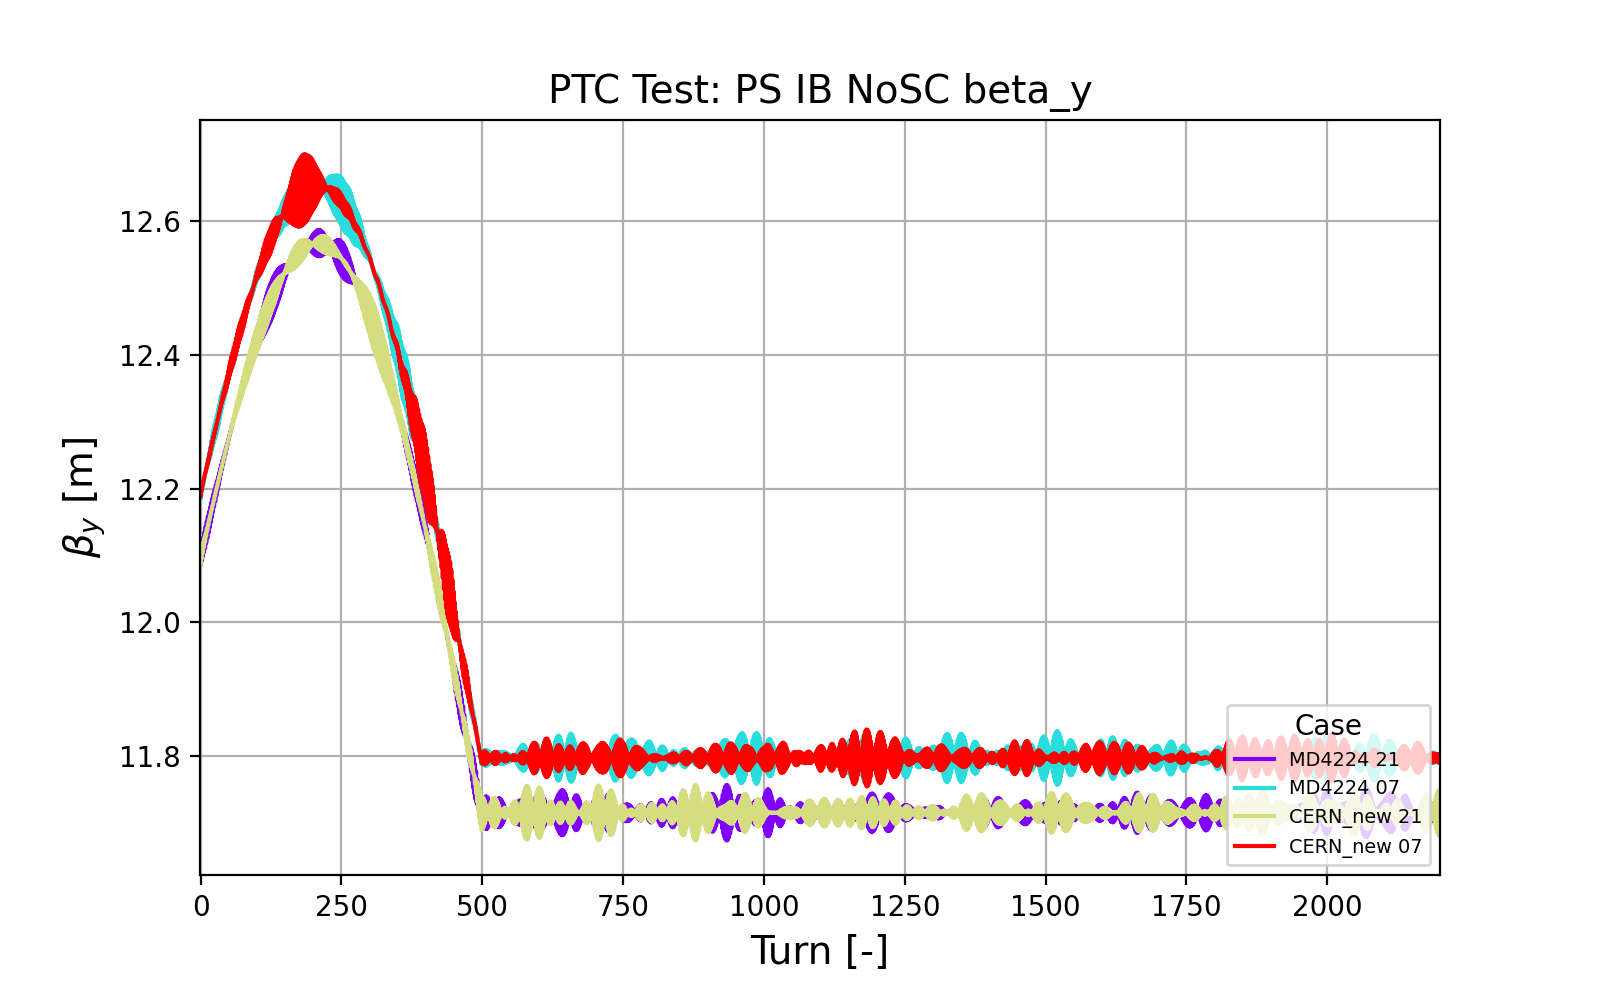 PTC Test: PS IB NoSC beta_y
βy [m]
12.6
12.4
12.2
12.0
11.8
0 250 500 750 1000 1250 1500 1750 2000
Turn [-]
Case
MD4224 21
MD4224 07
CERN_new 21
CERN_new 07